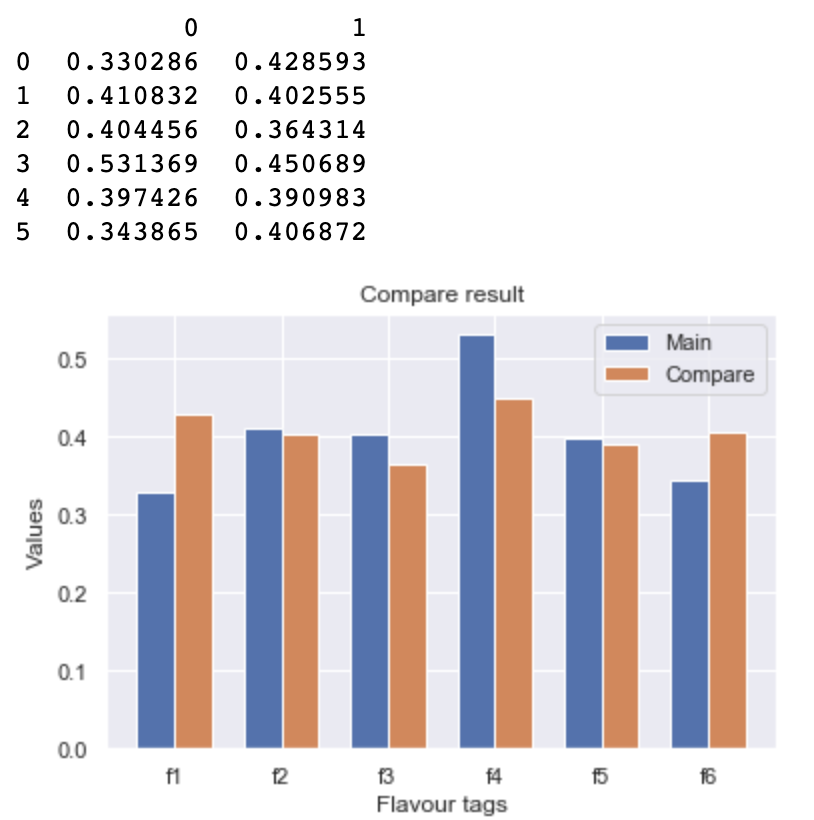 0 1
0 0.330286 0.428593
1 0.410832 0.402555
2 0.404456 0.364314
3 0.531369 0.450689
4 0.397426 0.390983
5 0.343865 0.406872
Compare result
Main
Compare
0.5
0.4
0.3
0.2
0.1
0.0
Values
f1 f2 f3 f4 f5 f6
Flavour tags